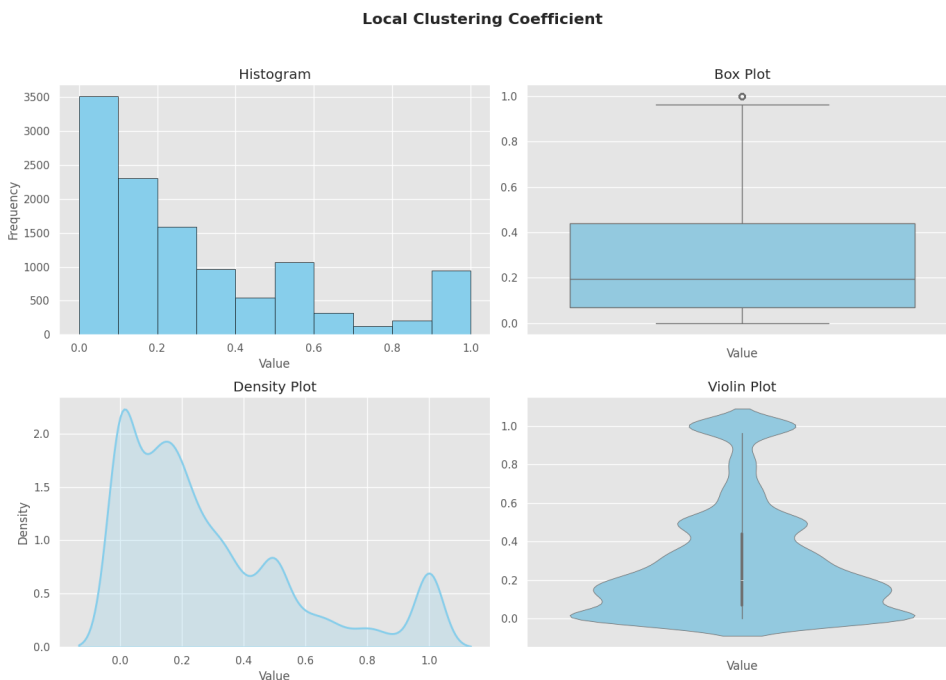 Local Clustering Coefficient
Histogram
Frequency
3500
3000
2500
2000
1500
1000
500
0
0.0 0.2 0.4 0.6 0.8 1.0
Value
Box Plot
1.0
0.8
0.6
0.4
0.2
0.0
Value
Density Plot
Density
2.0
1.5
1.0
0.5
0.0
0.0 0.2 0.4 0.6 0.8 1.0
Value
Violin Plot
1.0
0.8
0.6
0.4
0.2
0.0
Value